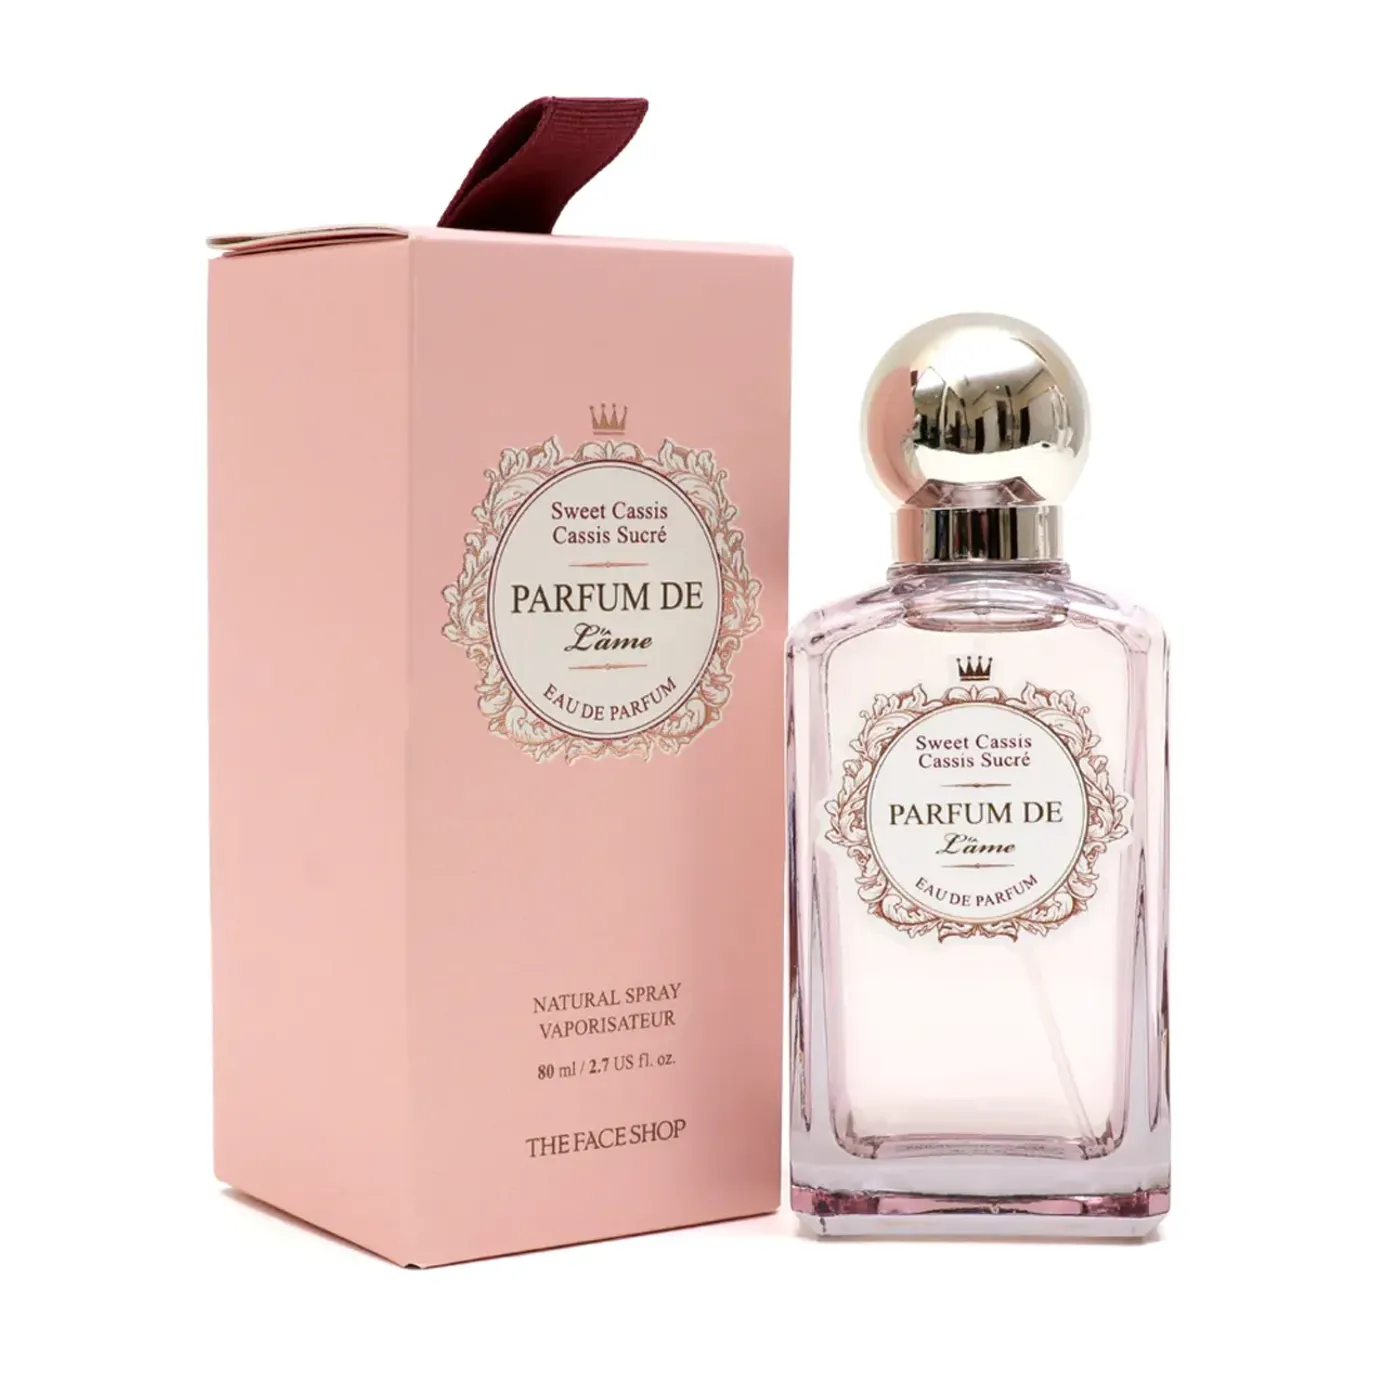 Sweet Cassis
Cassis Sucré
PARFUM DE
L'âme
EAU DE PARFUM
NATURAL SPRAY
VAPORISATEUR
80 ml / 2.7 US fl. oz.
THE FACE SHOP
Sweet Cassis
Cassis Sucré
PARFUM DE
L'âme
EAU DE PARFUM